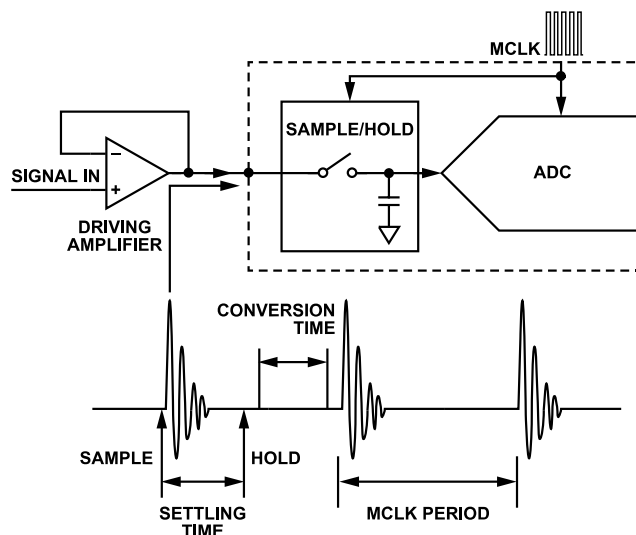 MCLK
SAMPLE/HOLD
ADC
−
SIGNAL IN
+
DRIVING
AMPLIFIER
CONVERSION
TIME
SAMPLE
HOLD
SETTLING
TIME
MCLK PERIOD